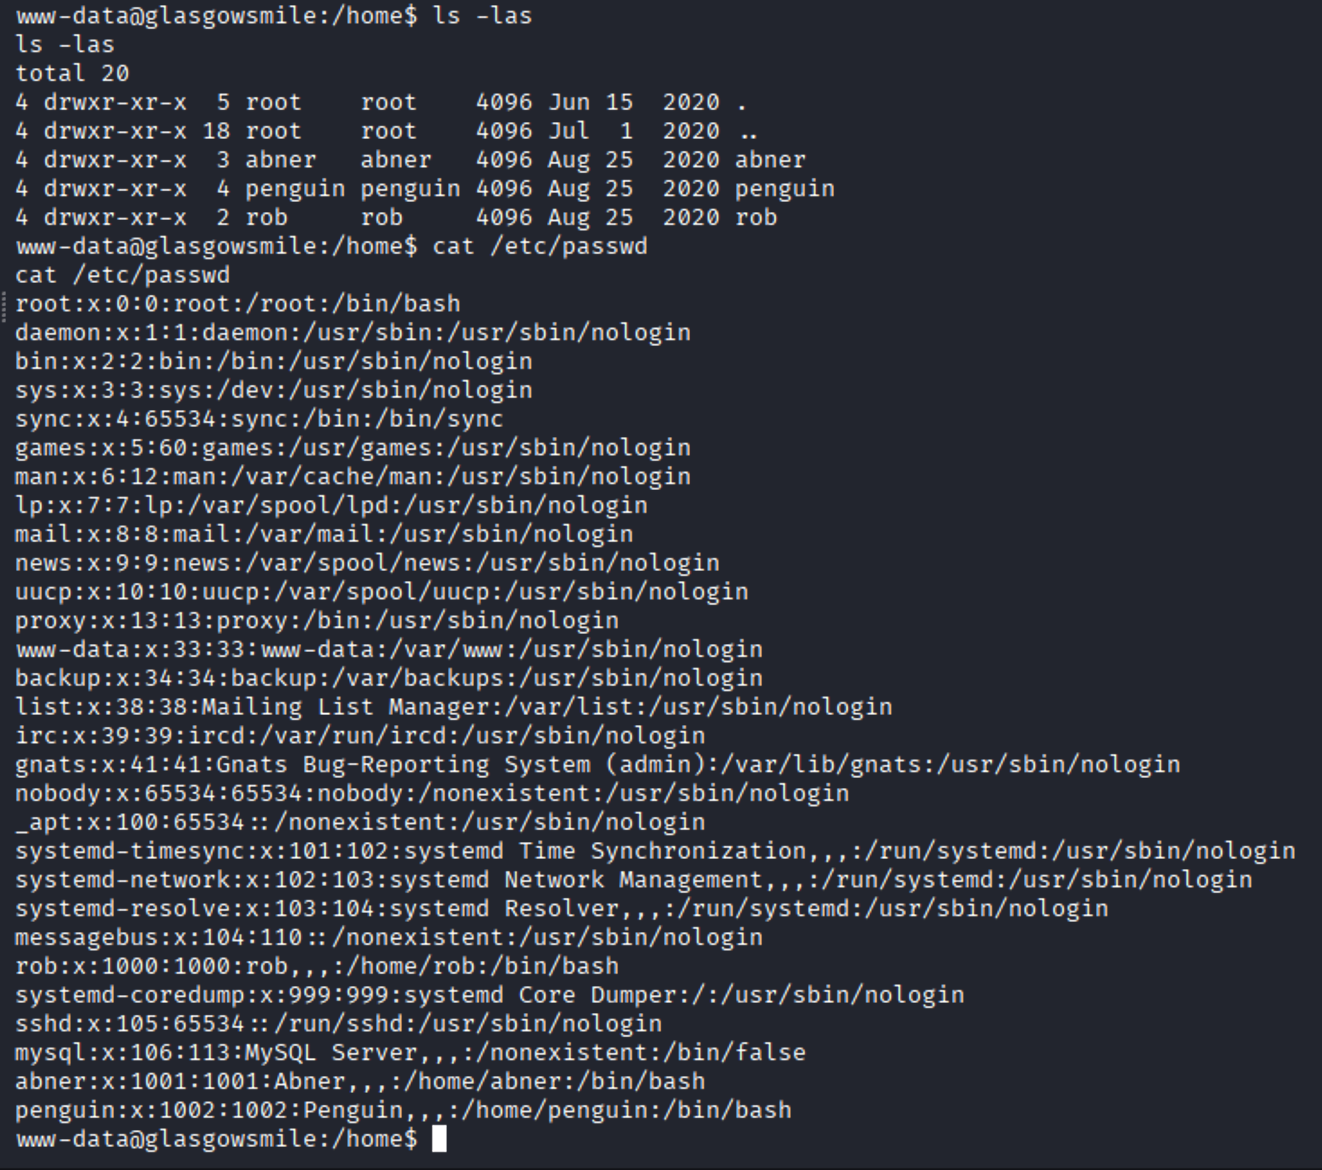 www-data@glasgowsmile:/home$ ls -las
ls -las
total 20
4 drwxr-xr-x  5 root    root    4096 Jun 15  2020 .
4 drwxr-xr-x 18 root    root    4096 Jul  1  2020 ..
4 drwxr-xr-x  3 abner   abner   4096 Aug 25  2020 abner
4 drwxr-xr-x  4 penguin penguin 4096 Aug 25  2020 penguin
4 drwxr-xr-x  2 rob     rob     4096 Aug 25  2020 rob
www-data@glasgowsmile:/home$ cat /etc/passwd
cat /etc/passwd
root:x:0:0:root:/root:/bin/bash
daemon:x:1:1:daemon:/usr/sbin:/usr/sbin/nologin
bin:x:2:2:bin:/bin:/usr/sbin/nologin
sys:x:3:3:sys:/dev:/usr/sbin/nologin
sync:x:4:65534:sync:/bin:/bin/sync
games:x:5:60:games:/usr/games:/usr/sbin/nologin
man:x:6:12:man:/var/cache/man:/usr/sbin/nologin
lp:x:7:7:lp:/var/spool/lpd:/usr/sbin/nologin
mail:x:8:8:mail:/var/mail:/usr/sbin/nologin
news:x:9:9:news:/var/spool/news:/usr/sbin/nologin
uucp:x:10:10:uucp:/var/spool/uucp:/usr/sbin/nologin
proxy:x:13:13:proxy:/bin:/usr/sbin/nologin
www-data:x:33:33:www-data:/var/www:/usr/sbin/nologin
backup:x:34:34:backup:/var/backups:/usr/sbin/nologin
list:x:38:38:Mailing List Manager:/var/list:/usr/sbin/nologin
irc:x:39:39:ircd:/var/run/ircd:/usr/sbin/nologin
gnats:x:41:41:Gnats Bug-Reporting System (admin):/var/lib/gnats:/usr/sbin/nologin
nobody:x:65534:65534:nobody:/nonexistent:/usr/sbin/nologin
_apt:x:100:65534::/nonexistent:/usr/sbin/nologin
systemd-timesync:x:101:102:systemd Time Synchronization,,,:/run/systemd:/usr/sbin/nologin
systemd-network:x:102:103:systemd Network Management,,,:/run/systemd:/usr/sbin/nologin
systemd-resolve:x:103:104:systemd Resolver,,,:/run/systemd:/usr/sbin/nologin
messagebus:x:104:110::/nonexistent:/usr/sbin/nologin
rob:x:1000:1000:rob,,,:/home/rob:/bin/bash
systemd-coredump:x:999:999:systemd Core Dumper:/:/usr/sbin/nologin
sshd:x:105:65534::/run/sshd:/usr/sbin/nologin
mysql:x:106:113:MySQL Server,,,:/nonexistent:/bin/false
abner:x:1001:1001:Abner,,,:/home/abner:/bin/bash
penguin:x:1002:1002:Penguin,,,:/home/penguin:/bin/bash
www-data@glasgowsmile:/home$